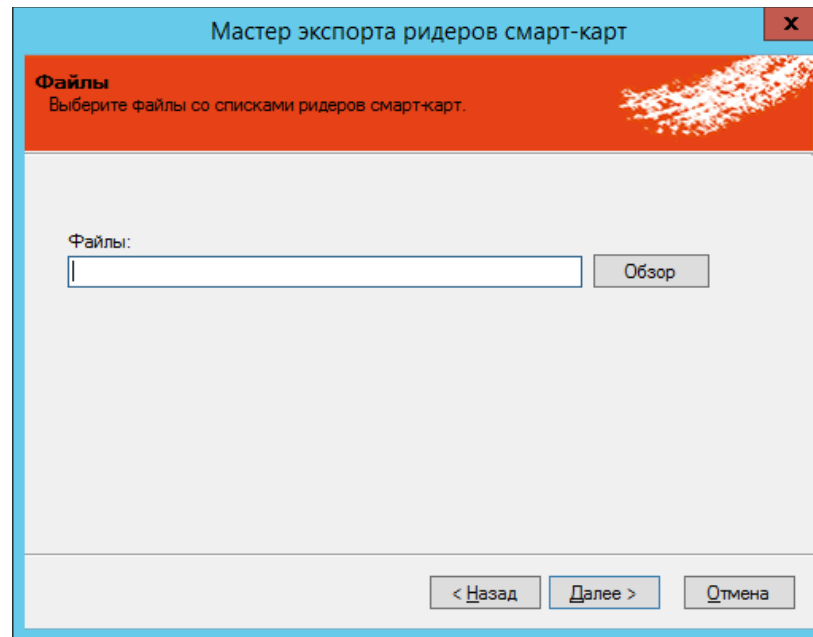 Мастер экспорта ридеров смарт-карт
x
Файлы
Выберите файлы со списками ридеров смарт-карт.
Файлы:
Обзор
< Назад Далее > Отмена